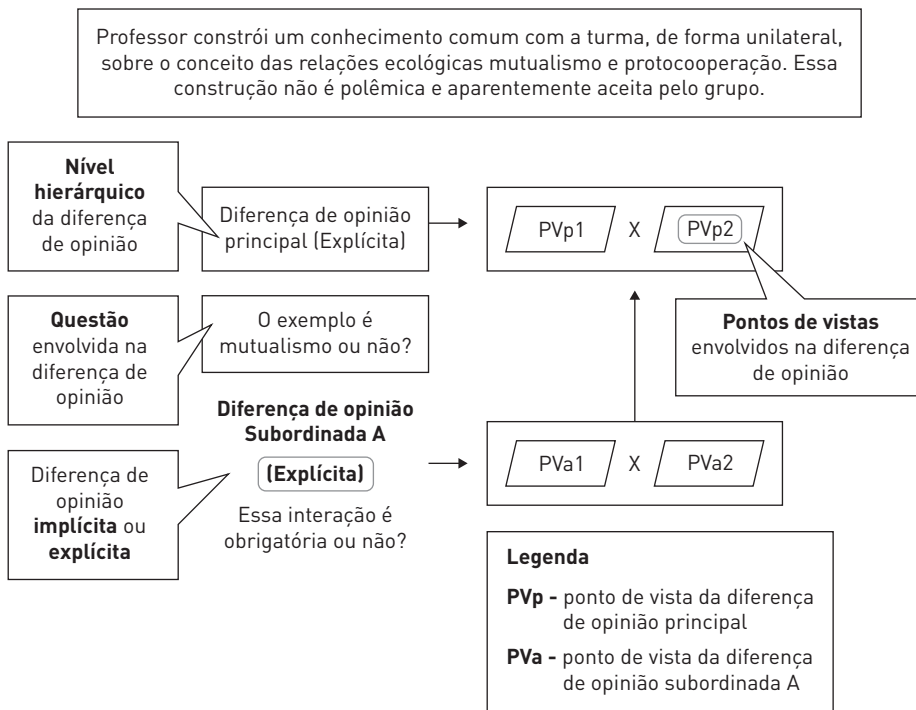 Professor constrói um conhecimento comum com a turma, de forma unilateral,
sobre o conceito das relações ecológicas mutualismo e protocooperação. Essa
construção não é polêmica e aparentemente aceita pelo grupo.
Nível
hierárquico
da diferença
de opinião
Diferença de opinião
principal (Explícita)
PVp1
X
PVp2
Questão
envolvida na
diferença de
opinião
O exemplo é
mutualismo ou não?
Pontos de vistas
envolvidos na diferença
de opinião
Diferença de
opinião
implícita ou
explícita
Diferença de opinião
Subordinada A
(Explícita)
Essa interação é
obrigatória ou não?
PVa1
X
PVa2
Legenda
PVp - ponto de vista da diferença
de opinião principal
PVa - ponto de vista da diferença
de opinião subordinada A